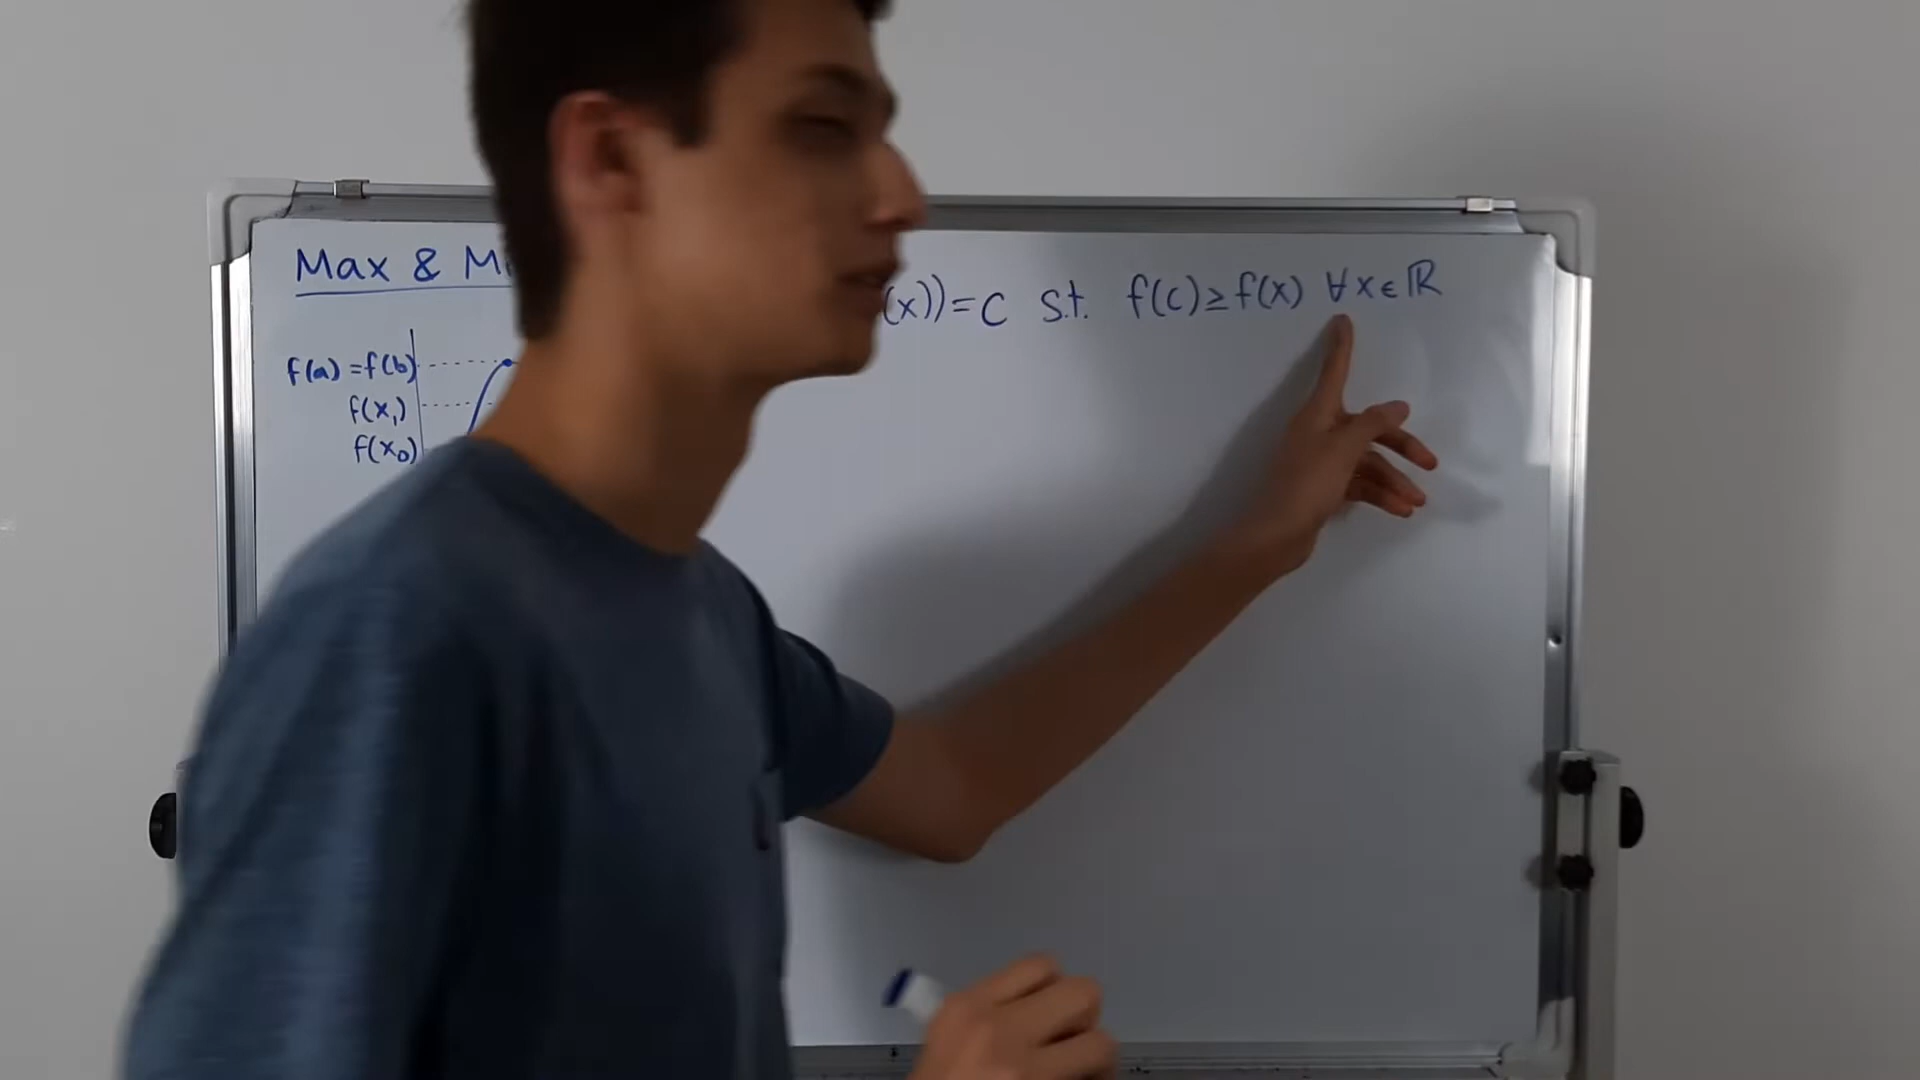 Max &
(x))=C s.t. f(c)≥f(x) ∀x∈ℝ
f(a)=f(b)
f(x₁)
f(x₀)